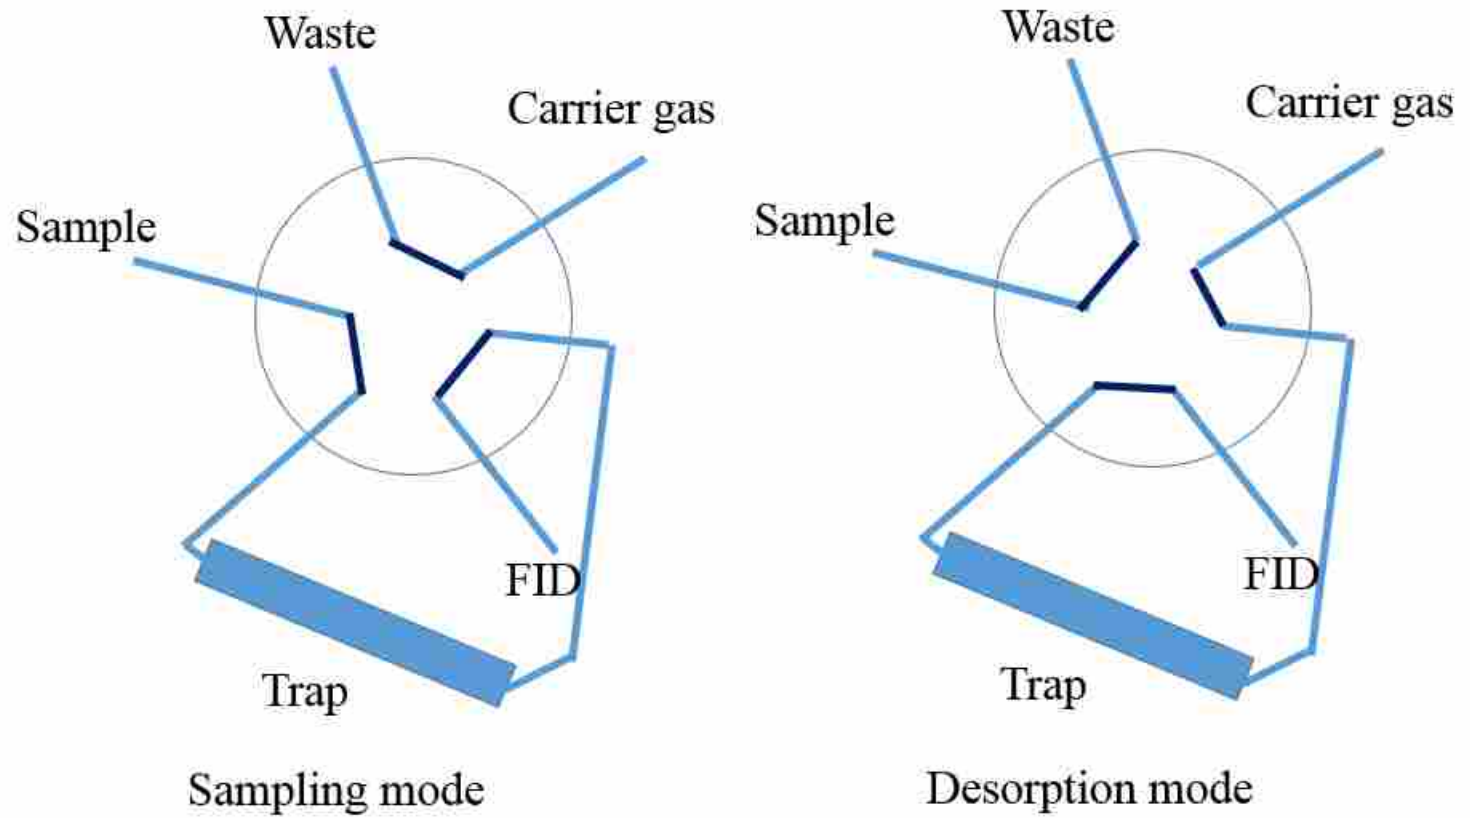 Waste
Carrier gas
Sample
FID
Trap
Sampling mode
Waste
Carrier gas
Sample
FID
Trap
Desorption mode